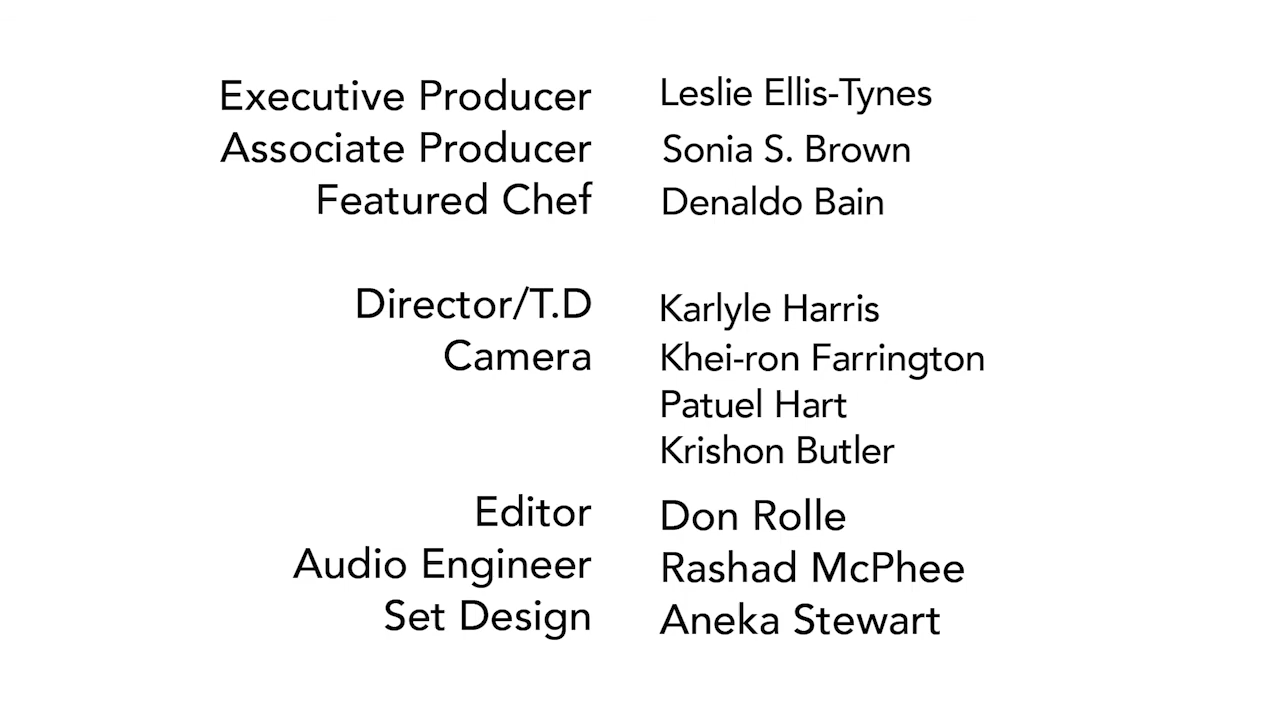 Executive Producer Leslie Ellis-Tynes
Associate Producer Sonia S. Brown
Featured Chef Denaldo Bain
Director/T.D Karlyle Harris
Camera Khei-ron Farrington
Patuel Hart
Krishon Butler
Editor Don Rolle
Audio Engineer Rashad McPhee
Set Design Aneka Stewart